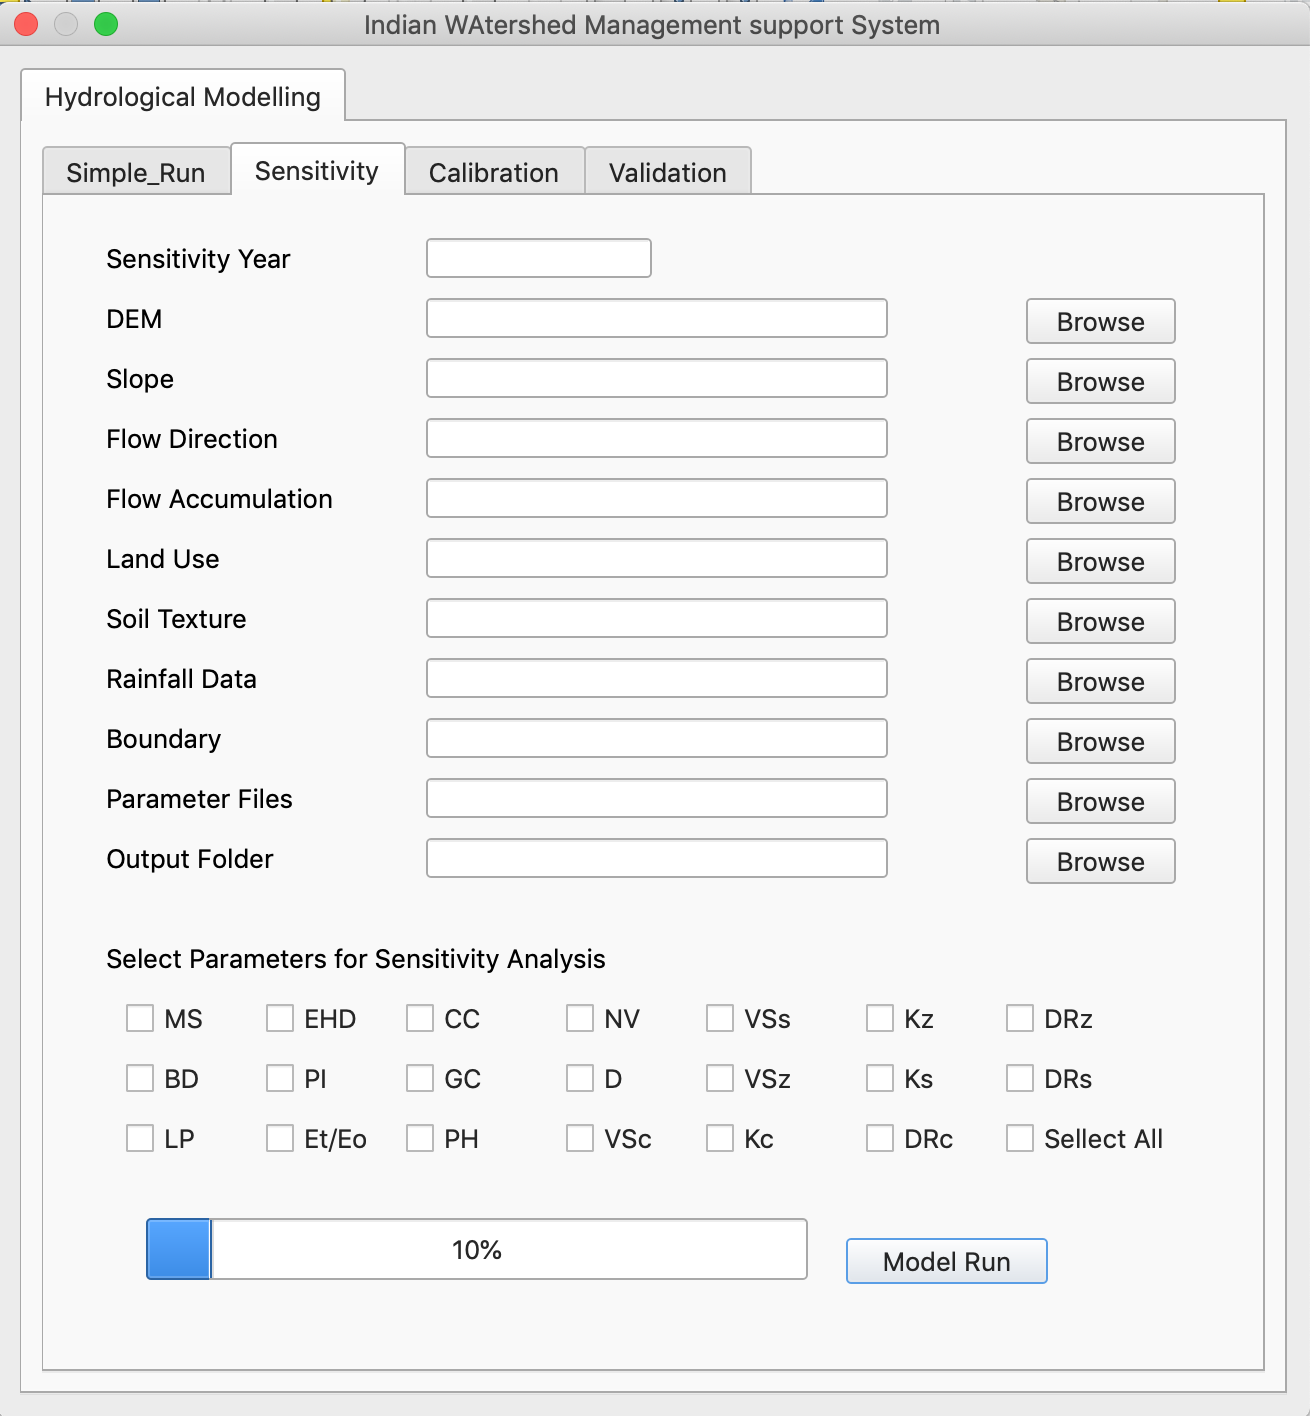 Indian WAtershed Management support System
Hydrological Modelling
Simple_Run Sensitivity Calibration Validation
Sensitivity Year
DEM Browse
Slope Browse
Flow Direction Browse
Flow Accumulation Browse
Land Use Browse
Soil Texture Browse
Rainfall Data Browse
Boundary Browse
Parameter Files Browse
Output Folder Browse
Select Parameters for Sensitivity Analysis
MS EHD CC NV VSs Kz DRz
BD PI GC D VSz Ks DRs
LP Et/Eo PH VSc Kc DRc Sellect All
10% Model Run